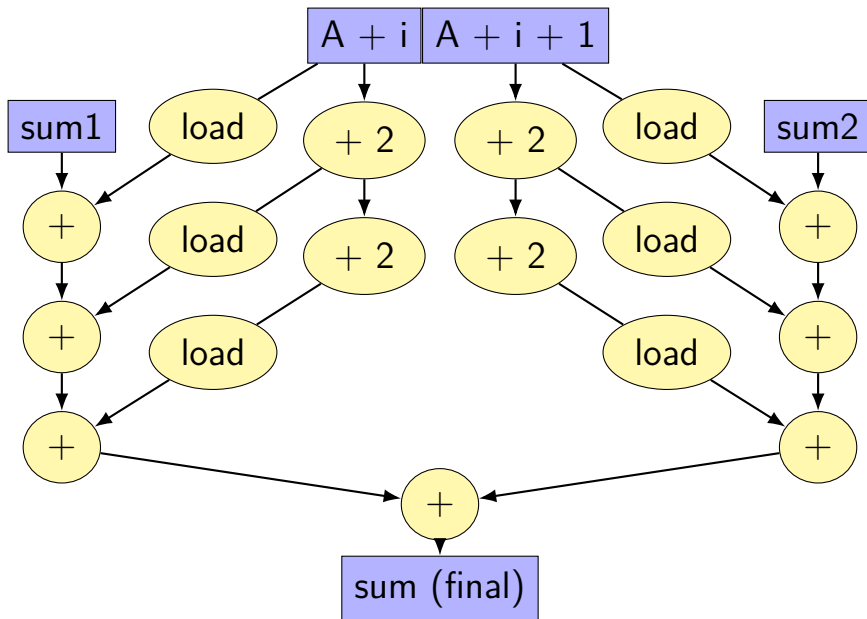 A + i
A + i + 1
sum1
load
+ 2
+ 2
load
sum2
+
load
+ 2
+ 2
load
+
+
load
load
+
+
+
+
sum (final)